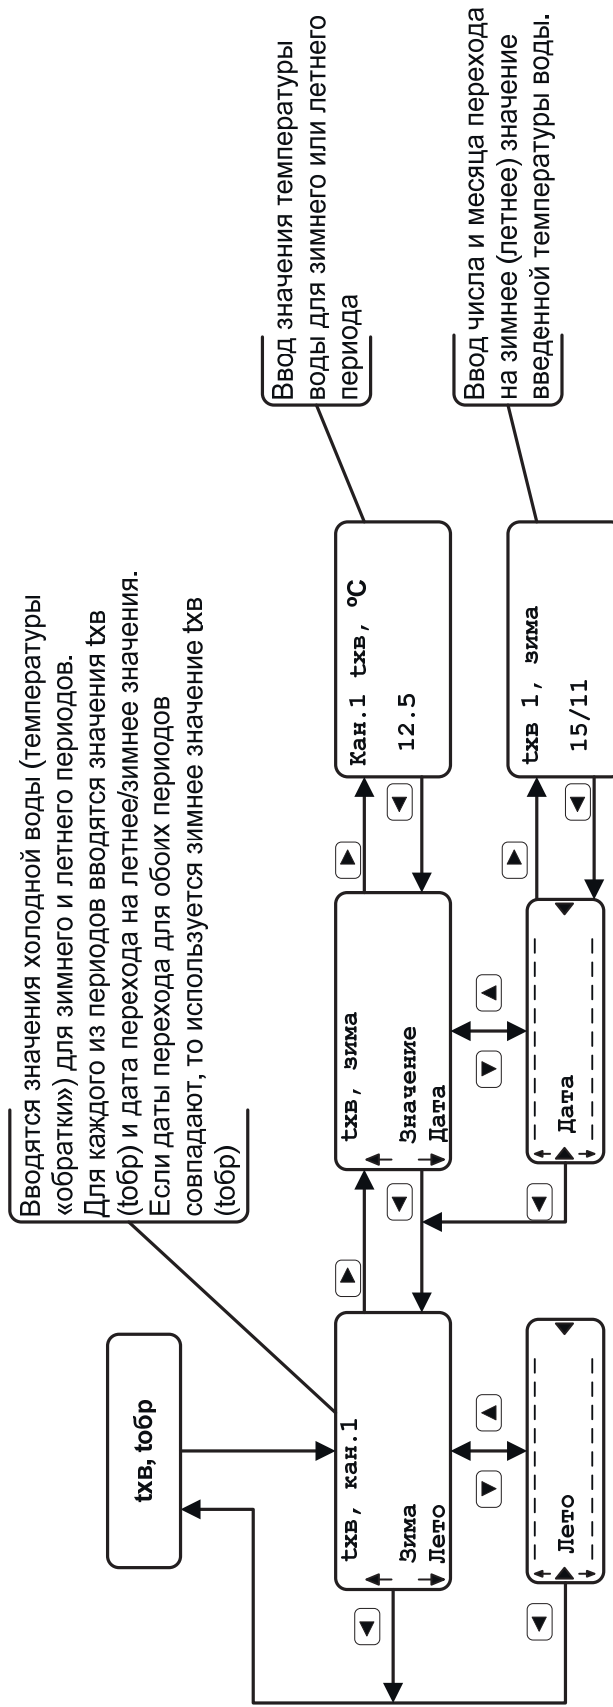 Вводятся значения холодной воды (температуры
«обратки») для зимнего и летнего периодов.
Для каждого из периодов вводятся значения tхв
(tобр) и дата перехода на летнее/зимнее значения.
Если даты перехода для обоих периодов
совпадают, то используется зимнее значение tхв
(tобр)
tхв, tобр
tхв, кан.1
Зима
Лето
Лето
tхв, зима
Значение
Дата
Дата
Кан.1 tхв, ºС
12.5
tхв 1, зима
15/11
Ввод значения температуры
воды для зимнего или летнего
периода
Ввод числа и месяца перехода
на зимнее (летнее) значение
введенной температуры воды.